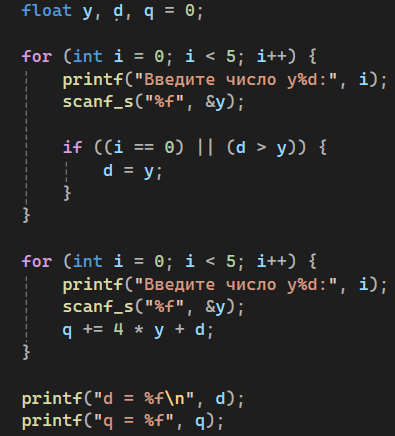 float y, d, q = 0;
for (int i = 0; i < 5; i++) {
printf("Введите число y%d:", i);
scanf_s("%f", &y);
if ((i == 0) || (d > y)) {
d = y;
}
}
for (int i = 0; i < 5; i++) {
printf("Введите число y%d:", i);
scanf_s("%f", &y);
q += 4 * y + d;
}
printf("d = %f\n", d);
printf("q = %f", q);